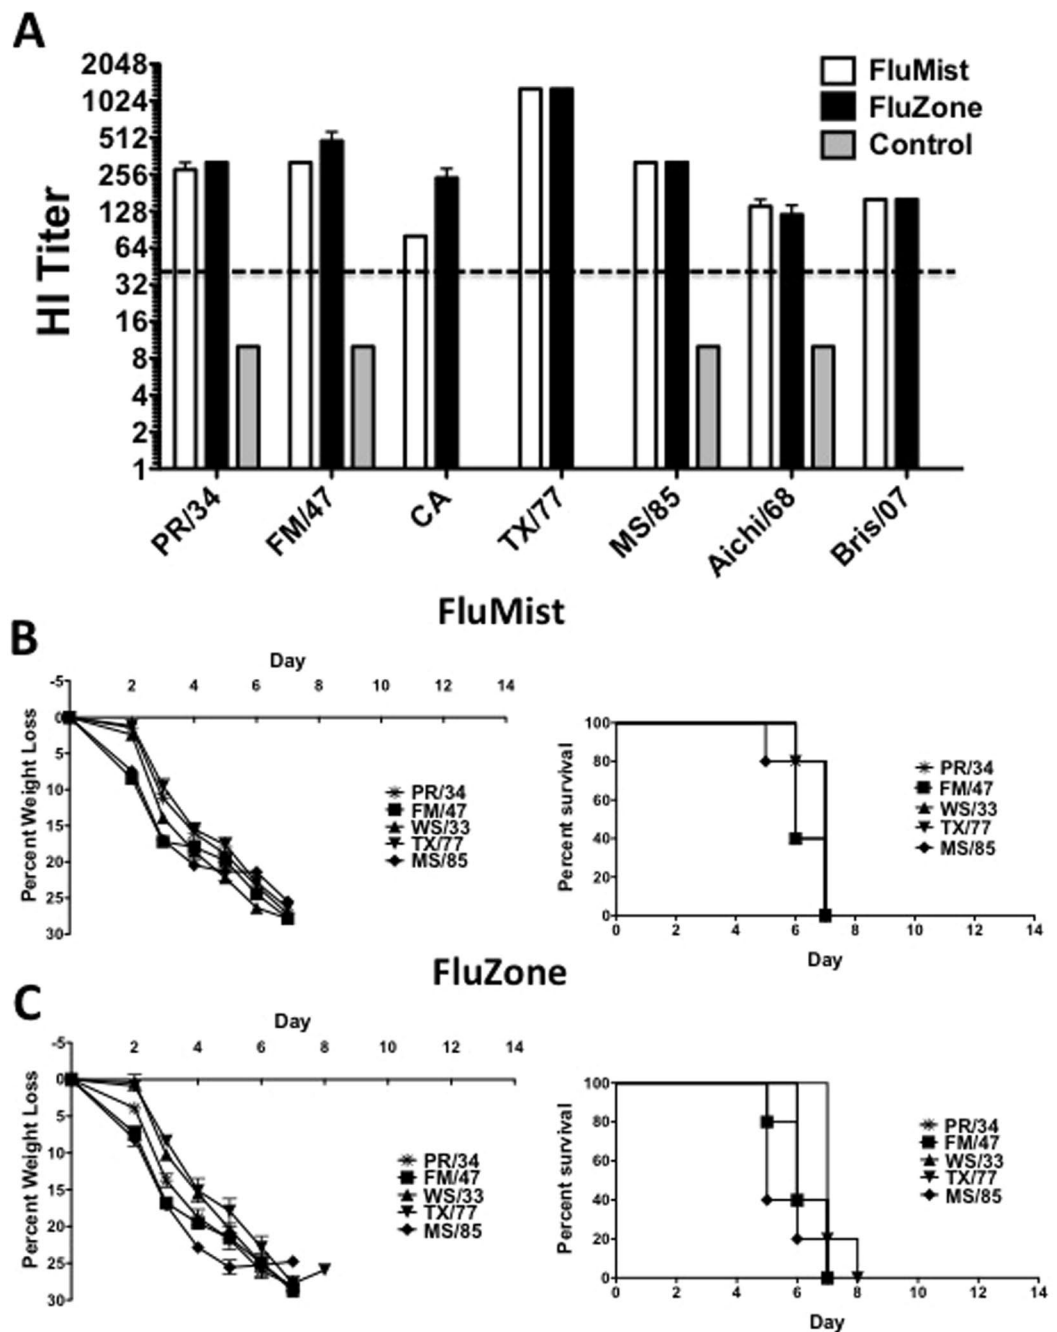 A
HI Titer
2048
1024
512
256
128
64
32
16
8
4
2
1
FluMist
FluZone
Control
PR/34
FM/47
CA
TX/77
MS/85
Aichi/68
Bris/07
FluMist
B
Day
2 4 6 8 10 12 14
Percent Weight Loss
-5
0
5
10
15
20
25
30
PR/34
FM/47
WS/33
TX/77
MS/85
Percent survival
100
80
60
40
20
0
0 2 4 6 8 10 12 14
Day
PR/34
FM/47
WS/33
TX/77
MS/85
FluZone
C
Day
2 4 6 8 10 12 14
Percent Weight Loss
-5
0
5
10
15
20
25
30
PR/34
FM/47
WS/33
TX/77
MS/85
Percent survival
100
80
60
40
20
0
0 2 4 6 8 10 12 14
Day
PR/34
FM/47
WS/33
TX/77
MS/85